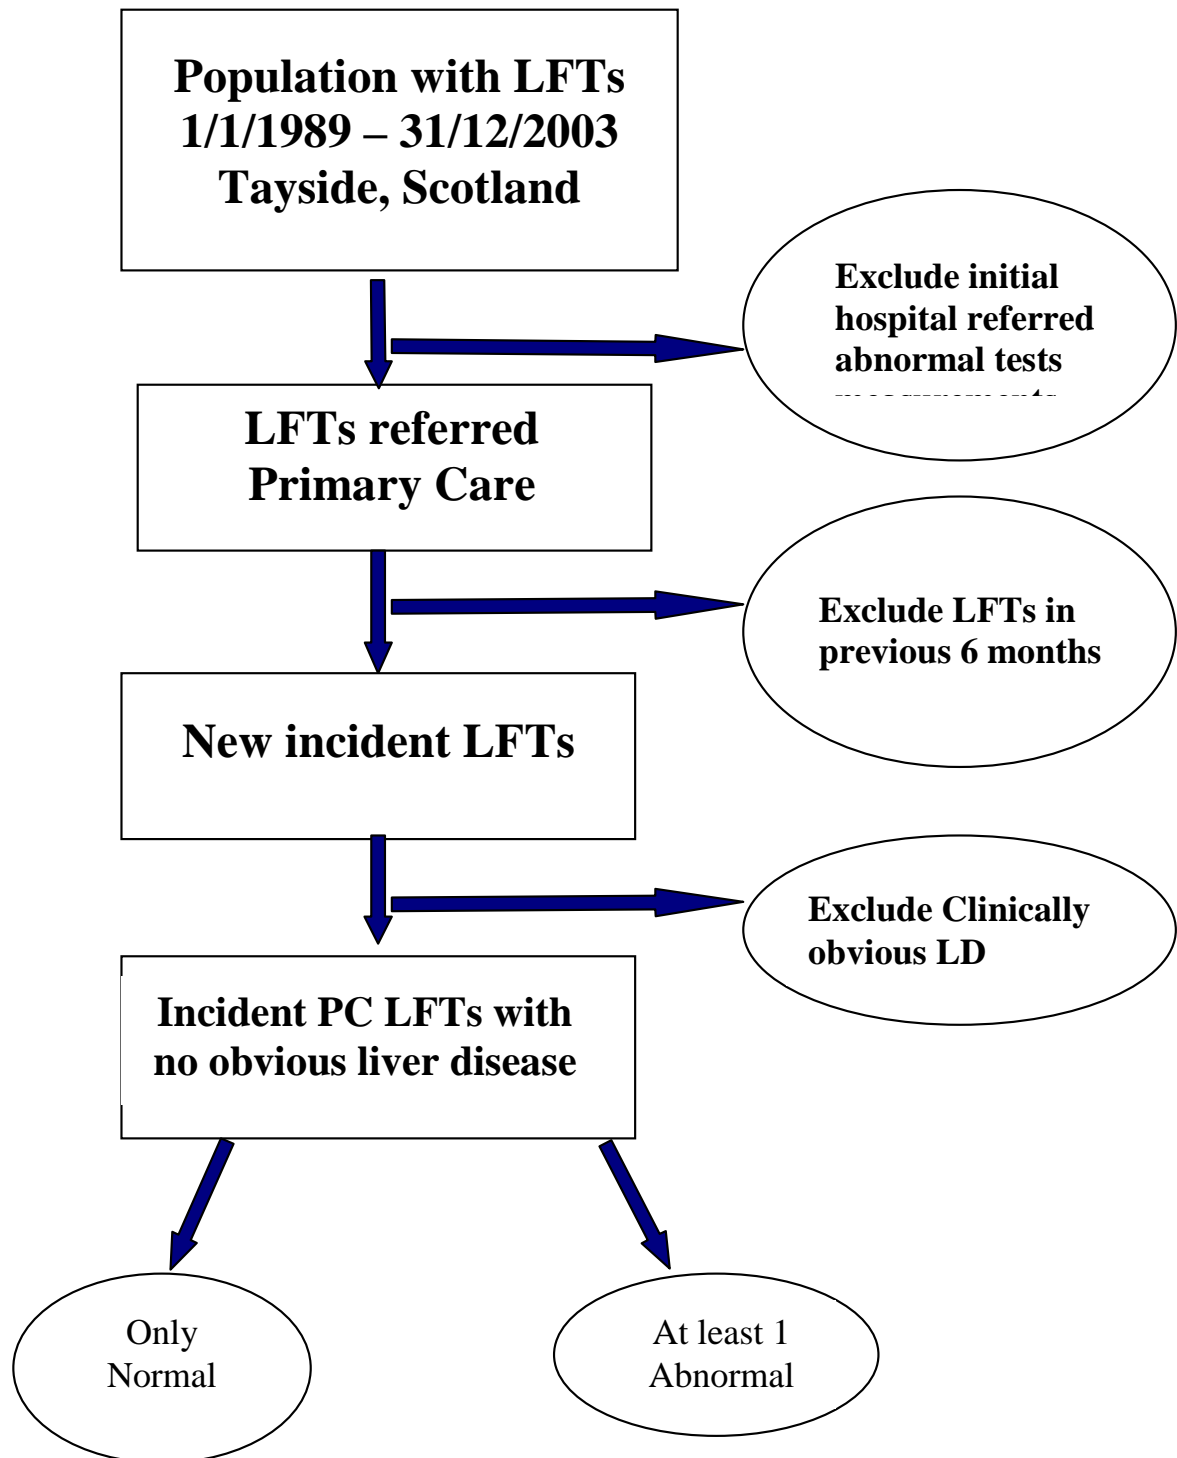 Population with LFTs
1/1/1989 – 31/12/2003
Tayside, Scotland
Exclude initial
hospital referred
abnormal tests
LFTs referred
Primary Care
Exclude LFTs in
previous 6 months
New incident LFTs
Exclude Clinically
obvious LD
Incident PC LFTs with
no obvious liver disease
Only
Normal
At least 1
Abnormal